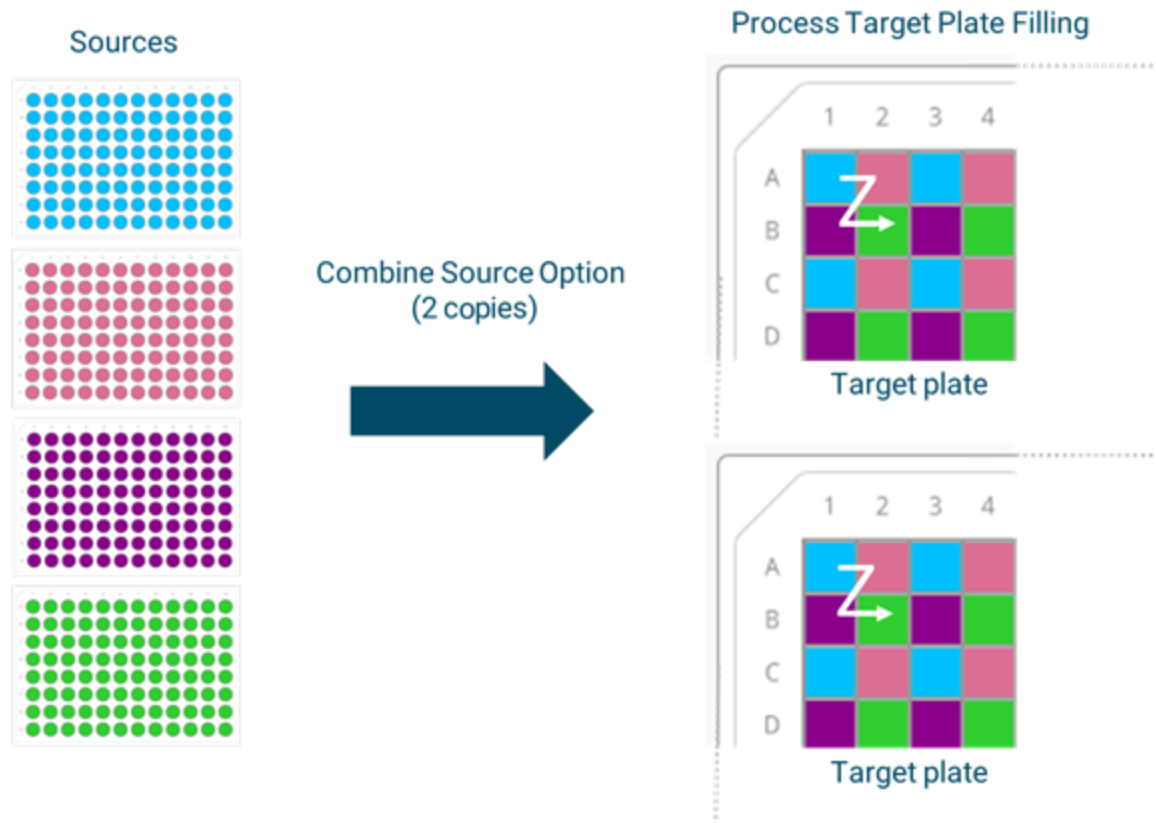 Sources
Process Target Plate Filling
Combine Source Option
(2 copies)
1 2 3 4
A
B
C
D
Z
Target plate
1 2 3 4
A
B
C
D
Z
Target plate